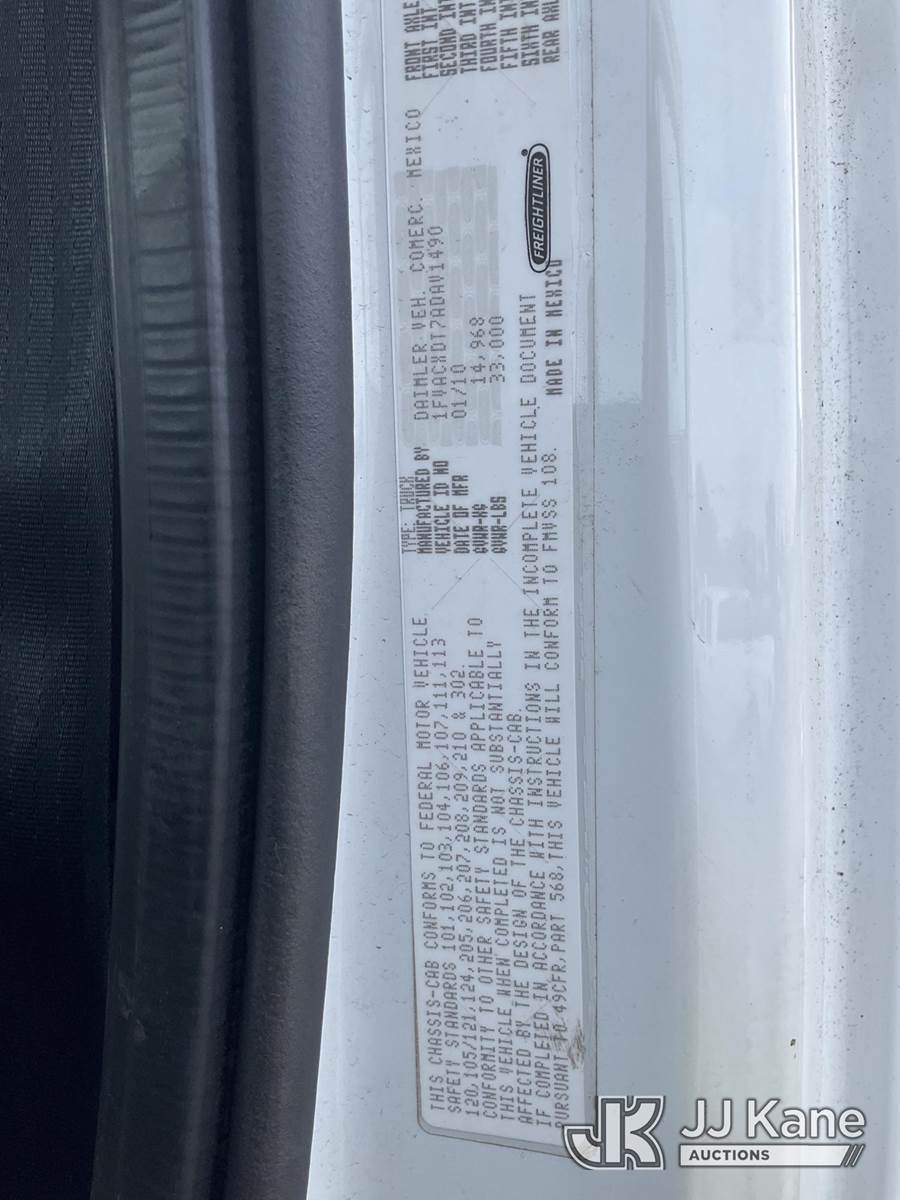 THIS CHASSIS-CAB CONFORMS TO FEDERAL MOTOR VEHICLE
SAFETY STANDARDS 101,102,103,104,106,107,111,113
120,105/121,124,205,206,207,208,209,210 & 302.
CONFORMITY TO OTHER SAFETY STANDARDS APPLICABLE TO
THIS VEHICLE WHEN COMPLETED IS NOT SUBSTANTIALLY
AFFECTED BY THE DESIGN OF THE CHASSIS-CAB.
IF COMPLETED IN ACCORDANCE WITH INSTRUCTIONS IN THE INCOMPLETE VEHICLE DOCUMENT
PURSUANT TO 49CFR,PART 568,THIS VEHICLE WILL CONFORM TO FMVSS 108.
MADE IN MEXICO
TYPE: TRUCK
MANUFACTURED BY DAIMLER VEH. COMERC. MEXICO
VEHICLE ID NO 1FVACXDT7ADAV1490
DATE OF MFR 01/10
GVWR-KG 14,968
GVWR-LBS 33,000
FREIGHTLINER
FRONT AXLE
FIRST INT
SECOND INT
THIRD INT
FOURTH IN
FIFTH INT
SIXTH IN
REAR AXL
JK JJ Kane
AUCTIONS